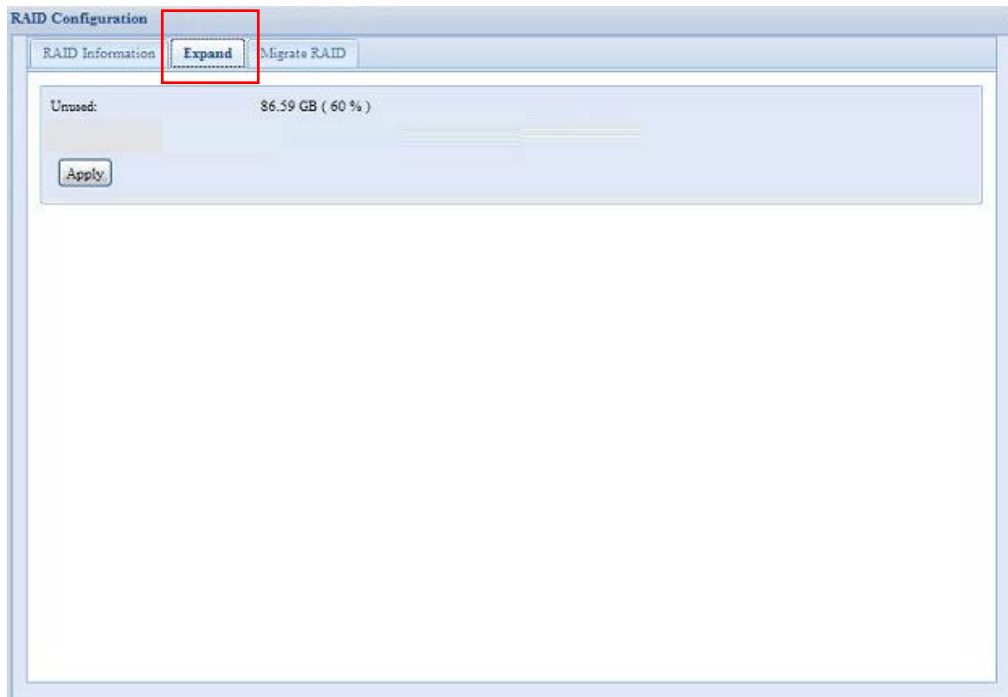 RAID Configuration
RAID Information Expand Migrate RAID
Unused: 86.59 GB ( 60 % )
Apply